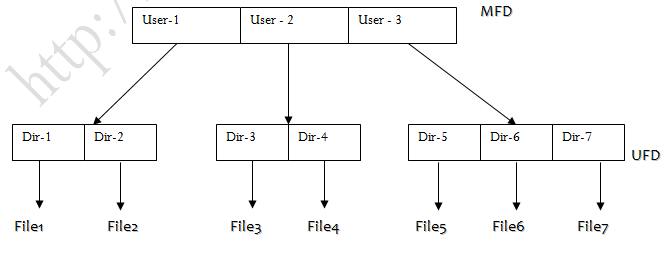 User-1 User - 2 User - 3 MFD
http:/
Dir-1 Dir-2 Dir-3 Dir-4 Dir-5 Dir-6 Dir-7
UFD
File1 File2 File3 File4 File5 File6 File7